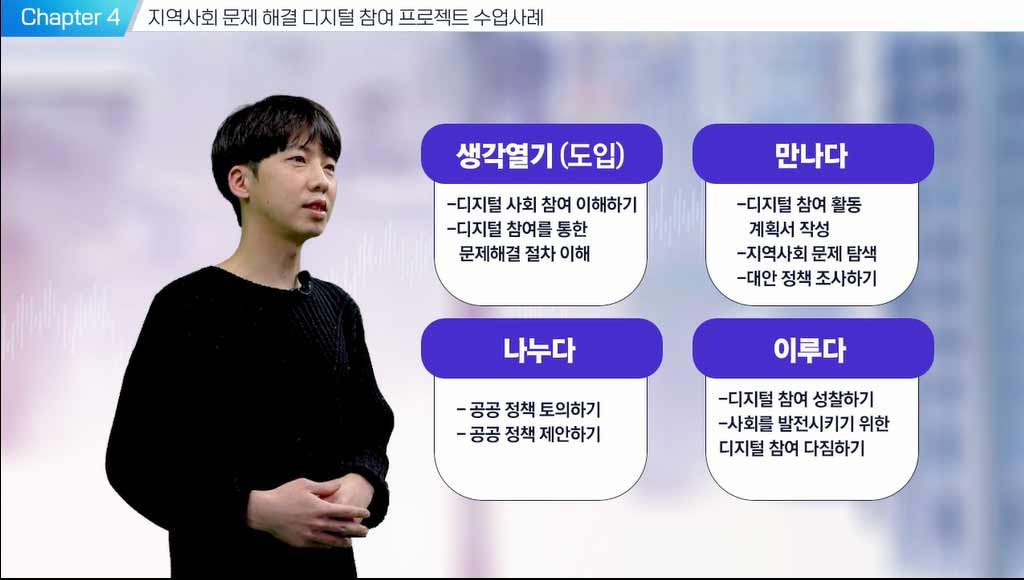 Chapter 4
지역사회 문제 해결 디지털 참여 프로젝트 수업사례
생각열기 (도입)
-디지털 사회 참여 이해하기
-디지털 참여를 통한
문제해결 절차 이해
만나다
-디지털 참여 활동
계획서 작성
-지역사회 문제 탐색
-대안 정책 조사하기
나누다
- 공공 정책 토의하기
- 공공 정책 제안하기
이루다
-디지털 참여 성찰하기
-사회를 발전시키기 위한
디지털 참여 다짐하기